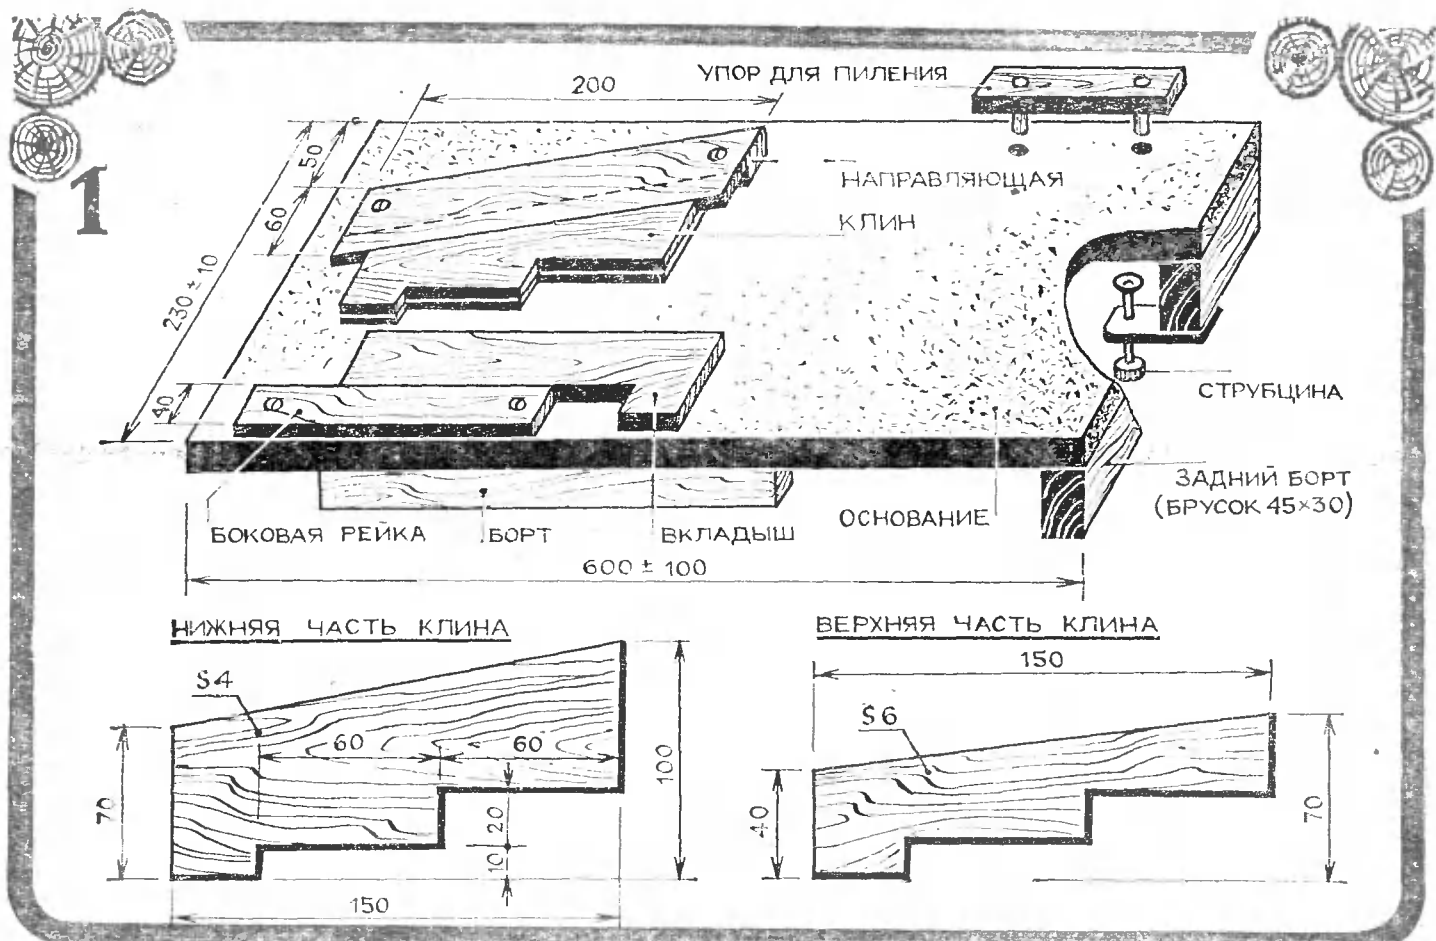 1
УПОР ДЛЯ ПИЛЕНИЯ
200
50
60
НАПРАВЛЯЮЩАЯ
КЛИН
230 ± 10
40
СТРУБЦИНА
ЗАДНИЙ БОРТ
(БРУСОК 45×30)
БОКОВАЯ РЕЙКА
БОРТ
ВКЛАДЫШ
ОСНОВАНИЕ
600 ± 100
НИЖНЯЯ ЧАСТЬ КЛИНА
S4
60
60
70
100
20
10
150
ВЕРХНЯЯ ЧАСТЬ КЛИНА
150
S6
40
70